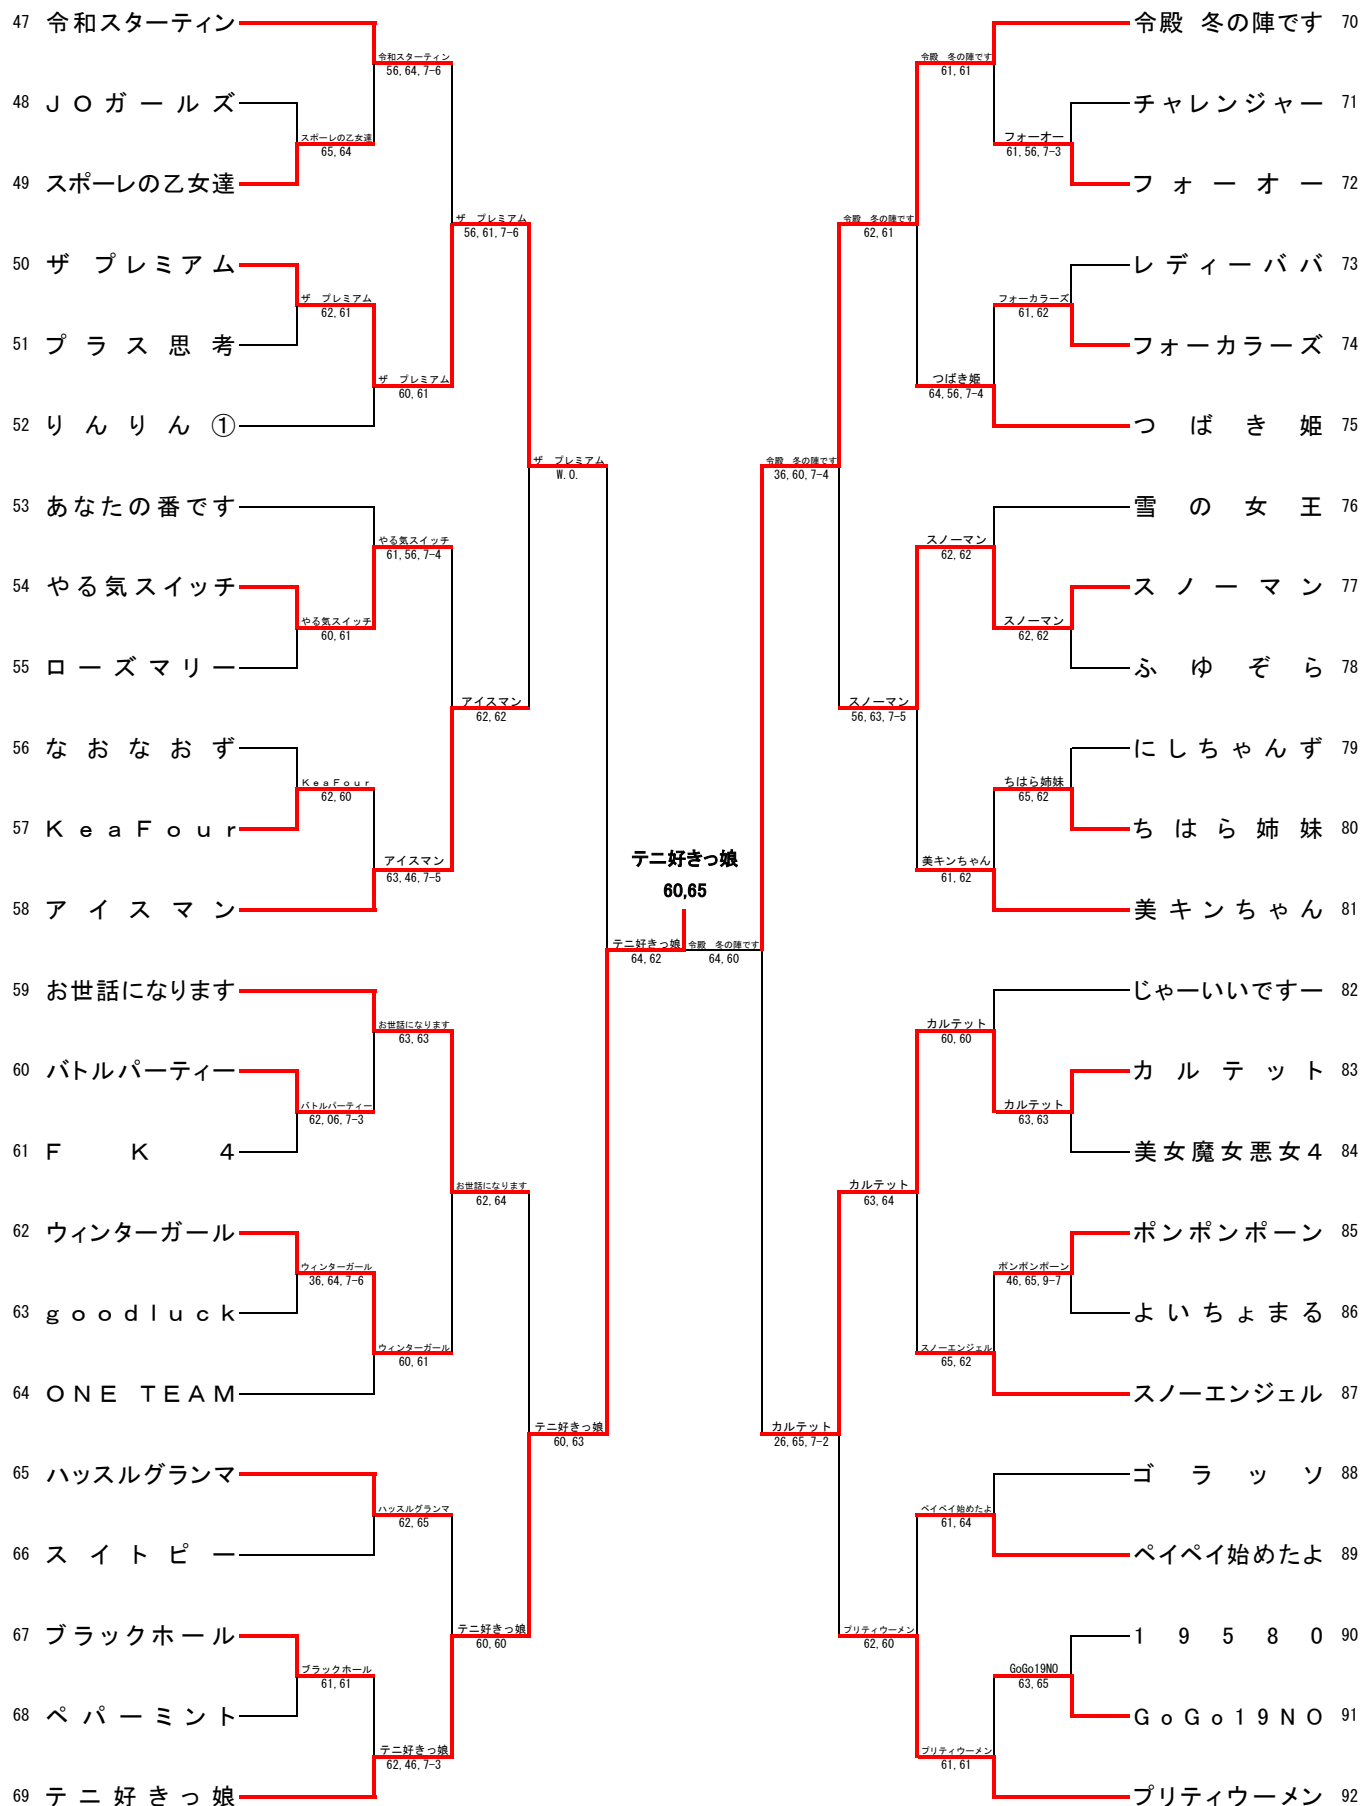 47 令和スターティン
令和スターティン
56,64,7-6
48 JOガールズ
スポーレの乙女達
65,64
49 スポーレの乙女達
ザ プレミアム
56,61,7-6
50 ザ プレミアム
ザ プレミアム
62,61
51 プラス思考
ザ プレミアム
60,61
52 りんりん①
ザ プレミアム
W.O.
53 あなたの番です
やる気スイッチ
61,56,7-4
54 やる気スイッチ
やる気スイッチ
60,61
55 ローズマリー
アイスマン
62,62
56 なおなおず
KeaFour
62,60
57 KeaFour
アイスマン
63,46,7-5
58 アイスマン
テニ好きっ娘
60,65
テニ好きっ娘
64,62
令殿 冬の陣です
64,60
59 お世話になります
お世話になります
63,63
60 バトルパーティー
バトルパーティー
62,06,7-3
61 FK4
お世話になります
62,64
62 ウィンターガール
ウィンターガール
36,64,7-6
63 goodluck
ウィンターガール
60,61
64 ONE TEAM
テニ好きっ娘
60,63
65 ハッスルグランマ
ハッスルグランマ
62,65
66 スイトピー
テニ好きっ娘
60,60
67 ブラックホール
ブラックホール
61,61
68 ペパーミント
テニ好きっ娘
62,46,7-3
69 テニ好きっ娘
令殿 冬の陣です 70
令殿 冬の陣です
61,61
チャレンジャー 71
フォーオー
61,56,7-3
フォーオー 72
令殿 冬の陣です
62,61
レディーババ 73
フォーカラーズ
61,62
フォーカラーズ 74
つばき姫
64,56,7-4
つばき姫 75
令殿 冬の陣です
36,60,7-4
雪の女王 76
スノーマン
62,62
スノーマン 77
スノーマン
62,62
ふゆぞら 78
スノーマン
56,63,7-5
にしちゃんず 79
ちはら姉妹
65,62
ちはら姉妹 80
美キンちゃん
61,62
美キンちゃん 81
じゃーいいですー 82
カルテット
60,60
カルテット 83
カルテット
63,63
美女魔女悪女4 84
カルテット
63,64
ポンポンポーン 85
ポンポンポーン
46,65,9-7
よいちょまる 86
スノーエンジェル
65,62
スノーエンジェル 87
カルテット
26,65,7-2
ゴラッソ 88
ペイペイ始めたよ
61,64
ペイペイ始めたよ 89
プリティウーメン
62,60
19580 90
GoGo19NO
63,65
GoGo19NO 91
プリティウーメン
61,61
プリティウーメン 92